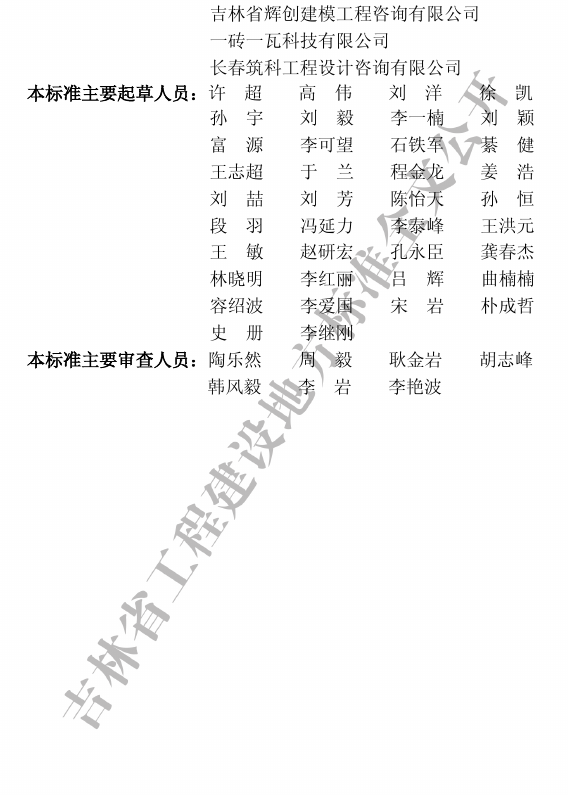 吉林省辉创建模工程咨询有限公司
一砖一瓦科技有限公司
长春筑科工程设计咨询有限公司
本标准主要起草人员：许 超 高 伟 刘 洋 徐 凯
孙 宇 刘 毅 李一楠 刘 颖
富 源 李可望 石铁军 綦 健
王志超 于 兰 程金龙 姜 浩
刘 喆 刘 芳 陈怡天 孙 恒
段 羽 冯延力 李泰峰 王洪元
王 敏 赵研宏 孔永臣 龚春杰
林晓明 李红丽 吕 辉 曲楠楠
容绍波 李爱国 宋 岩 朴成哲
史 册 李继刚
本标准主要审查人员：陶乐然 周 毅 耿金岩 胡志峰
韩风毅 李 岩 李艳波
吉林省工程建设地方标准全文公开